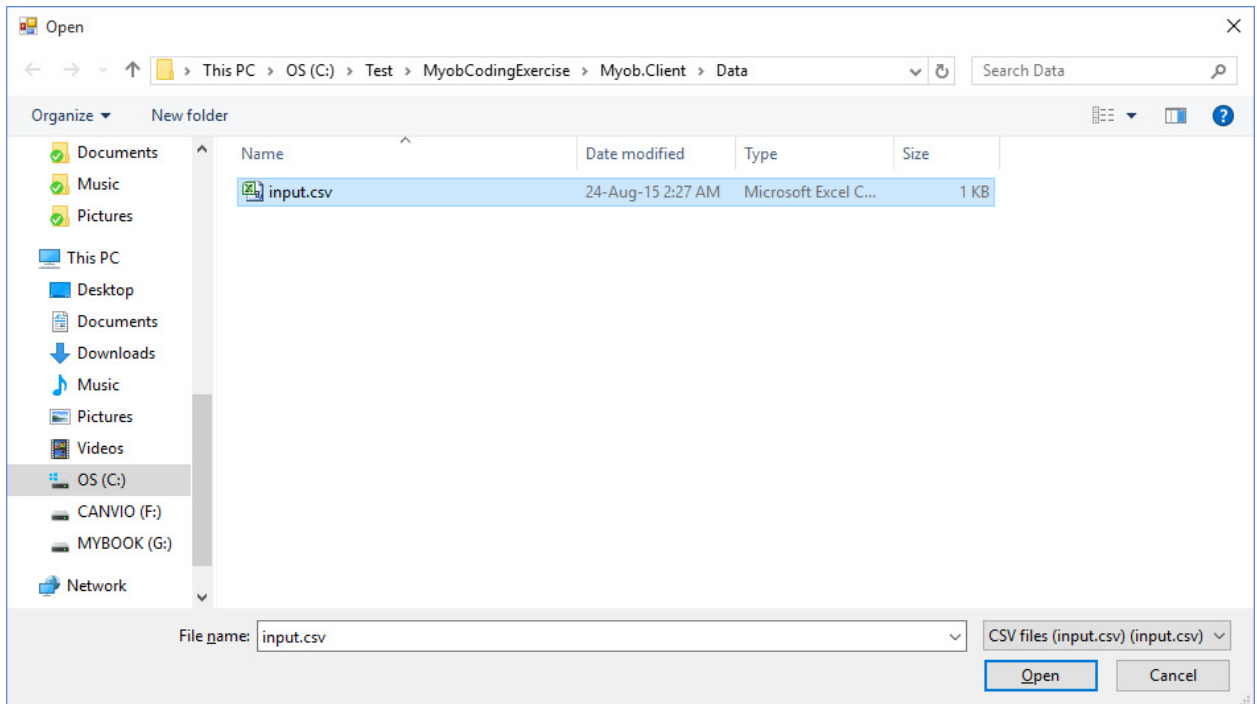 Open
This PC > OS (C:) > Test > MyobCodingExercise > Myob.Client > Data
Search Data
Organize
New folder
Name
Date modified
Type
Size
input.csv
24-Aug-15 2:27 AM
Microsoft Excel C...
1 KB
Documents
Music
Pictures
This PC
Desktop
Documents
Downloads
Music
Pictures
Videos
OS (C:)
CANVIO (F:)
MYBOOK (G:)
Network
File name:
input.csv
CSV files (input.csv) (input.csv)
Open
Cancel